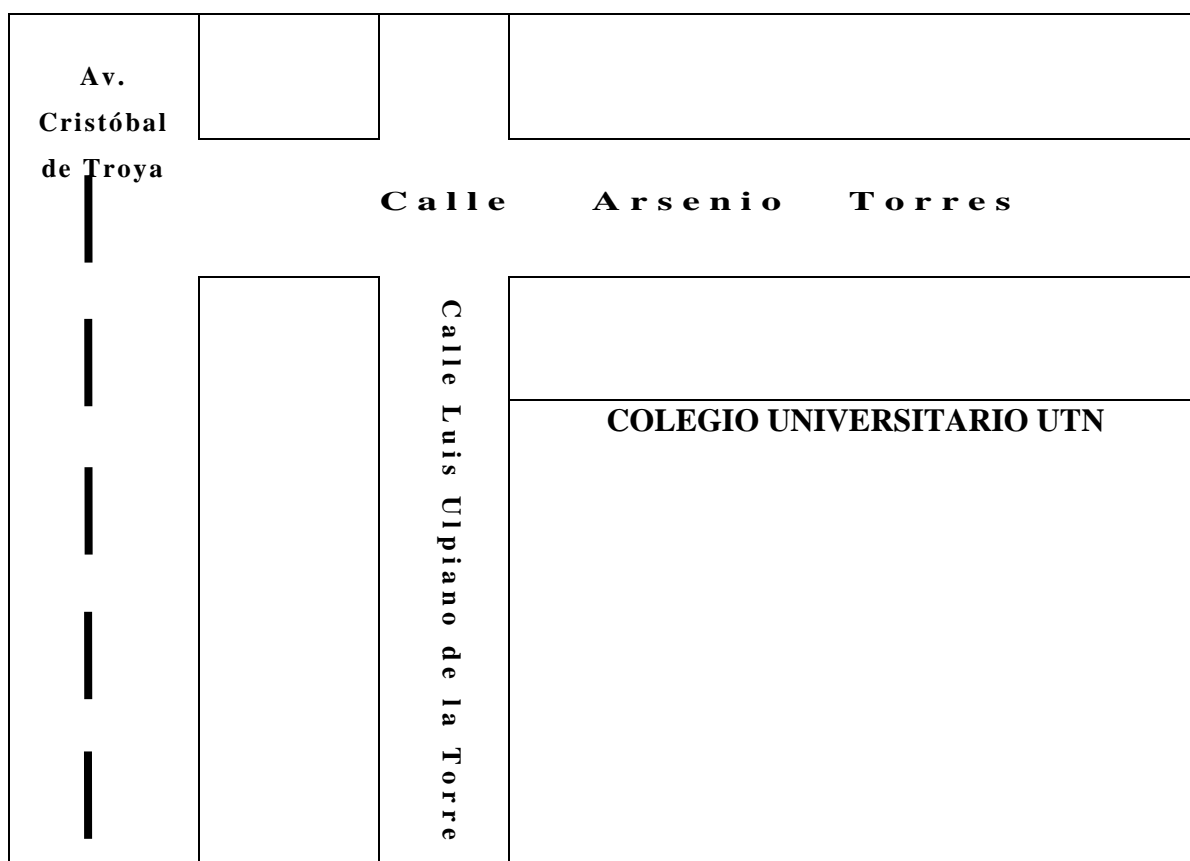 Av.
Cristóbal
de Troya
Calle Arsenio Torres
Calle Luis Ulpiano de la Torre
COLEGIO UNIVERSITARIO UTN